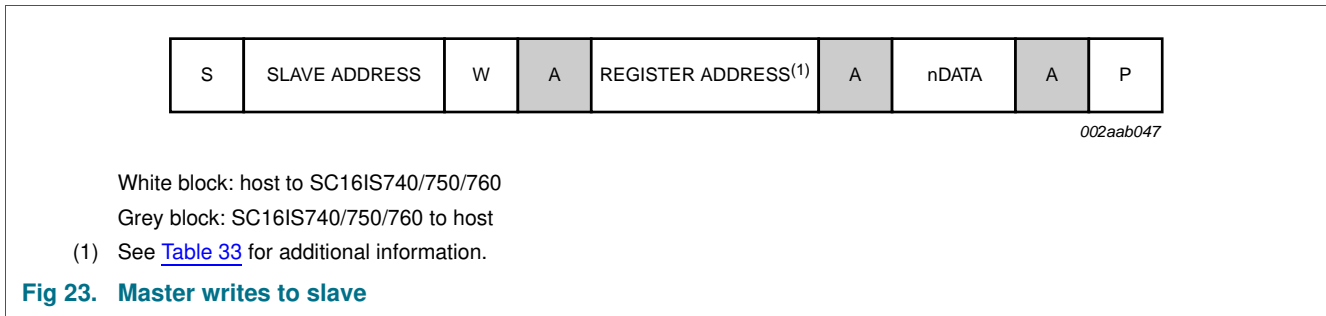 S SLAVE ADDRESS W A REGISTER ADDRESS(1) A nDATA A P
002aab047
White block: host to SC16IS740/750/760
Grey block: SC16IS740/750/760 to host
(1) See Table 33 for additional information.
Fig 23. Master writes to slave